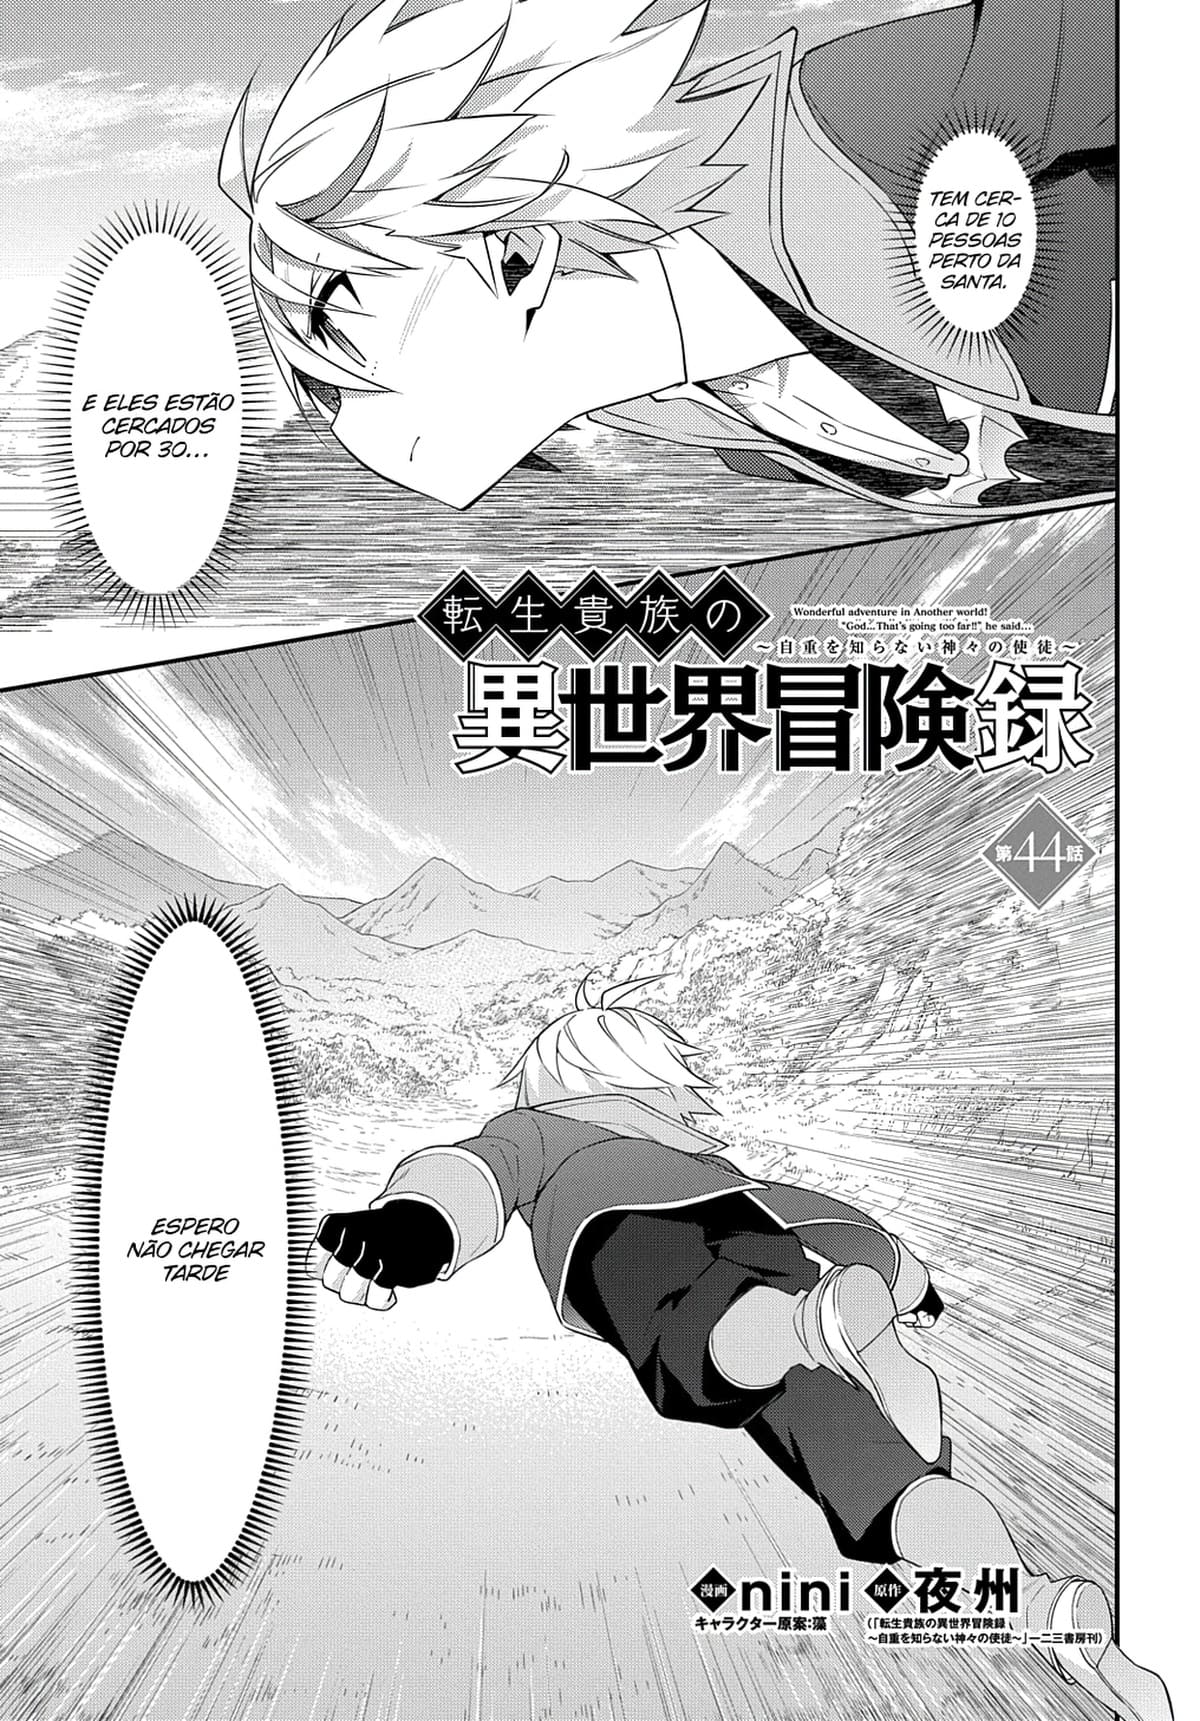 TEM CER-
CA DE 10
PESSOAS
PERTO DA
SANTA.
E ELES ESTÃO
CERCADOS
POR 30...
転生貴族の
Wonderful adventure in Another world!
"God...That's going too far!!" he said...
～自重を知らない神々の使徒～
異世界冒険録
第44話
ESPERO
NÃO CHEGAR
TARDE
漫画 nini 原作 夜州
キャラクター原案:藻
(「転生貴族の異世界冒険録
～自重を知らない神々の使徒～」一二三書房刊)